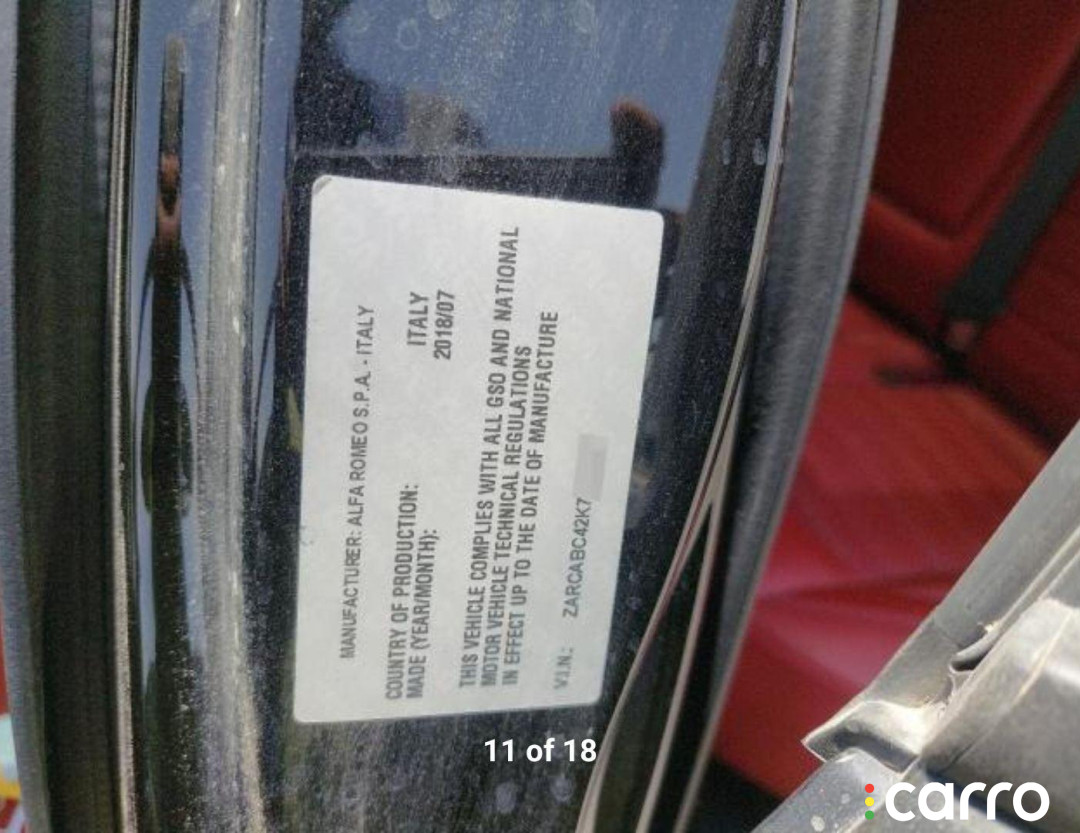 MANUFACTURER: ALFA ROMEO S.P.A. - ITALY
COUNTRY OF PRODUCTION: ITALY
MADE (YEAR/MONTH): 2018/07
THIS VEHICLE COMPLIES WITH ALL GSO AND NATIONAL
MOTOR VEHICLE TECHNICAL REGULATIONS
IN EFFECT UP TO THE DATE OF MANUFACTURE
V.I.N.: ZARCABC42K7
11 of 18
carro